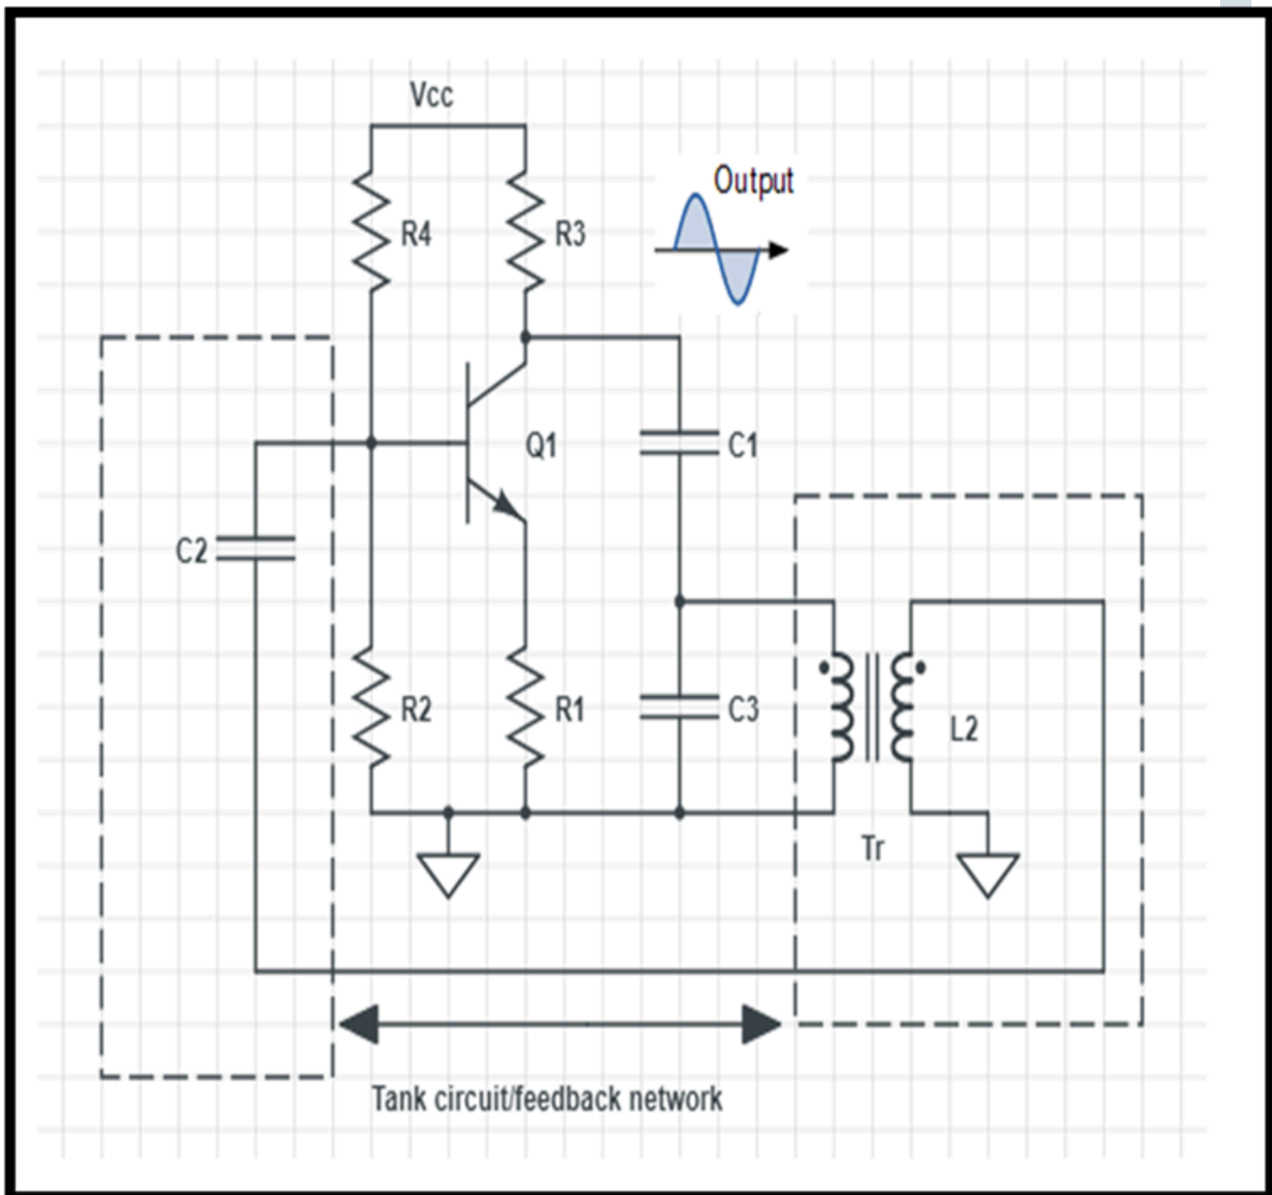 Vcc
Output
R4
R3
Q1
C1
C2
R2
R1
C3
L2
Tr
Tank circuit/feedback network